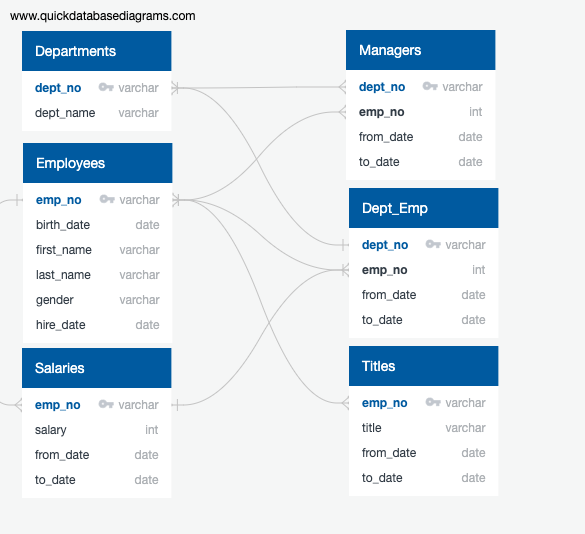 www.quickdatabasediagrams.com
Departments
dept_no varchar
dept_name varchar
Employees
emp_no varchar
birth_date date
first_name varchar
last_name varchar
gender varchar
hire_date date
Salaries
emp_no varchar
salary int
from_date date
to_date date
Managers
dept_no varchar
emp_no int
from_date date
to_date date
Dept_Emp
dept_no varchar
emp_no int
from_date date
to_date date
Titles
emp_no varchar
title varchar
from_date date
to_date date